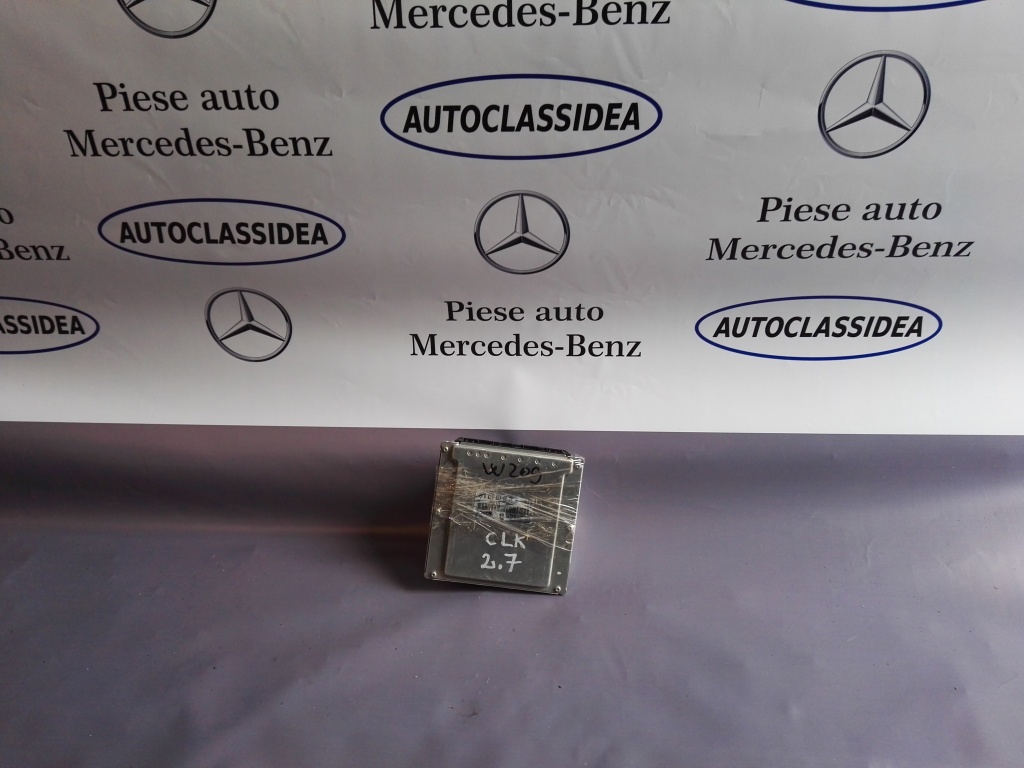 Mercedes-Benz
Piese auto
Mercedes-Benz
AUTOCLASSIDEA
AUTOCLASSIDEA
Piese auto
Mercedes-Benz
Benz
Piese auto
Mercedes-Benz
AUTOCLASSIDEA
ASSIDEA
W209
CLK
2.7